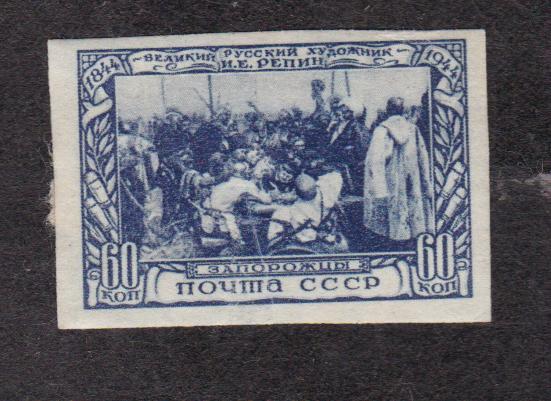 ВЕЛИКИЙ РУССКИЙ ХУДОЖНИК
И.Е. РЕПИН
1844
1944
ЗАПОРОЖЦЫ
60 КОП
ПОЧТА СССР
60 КОП